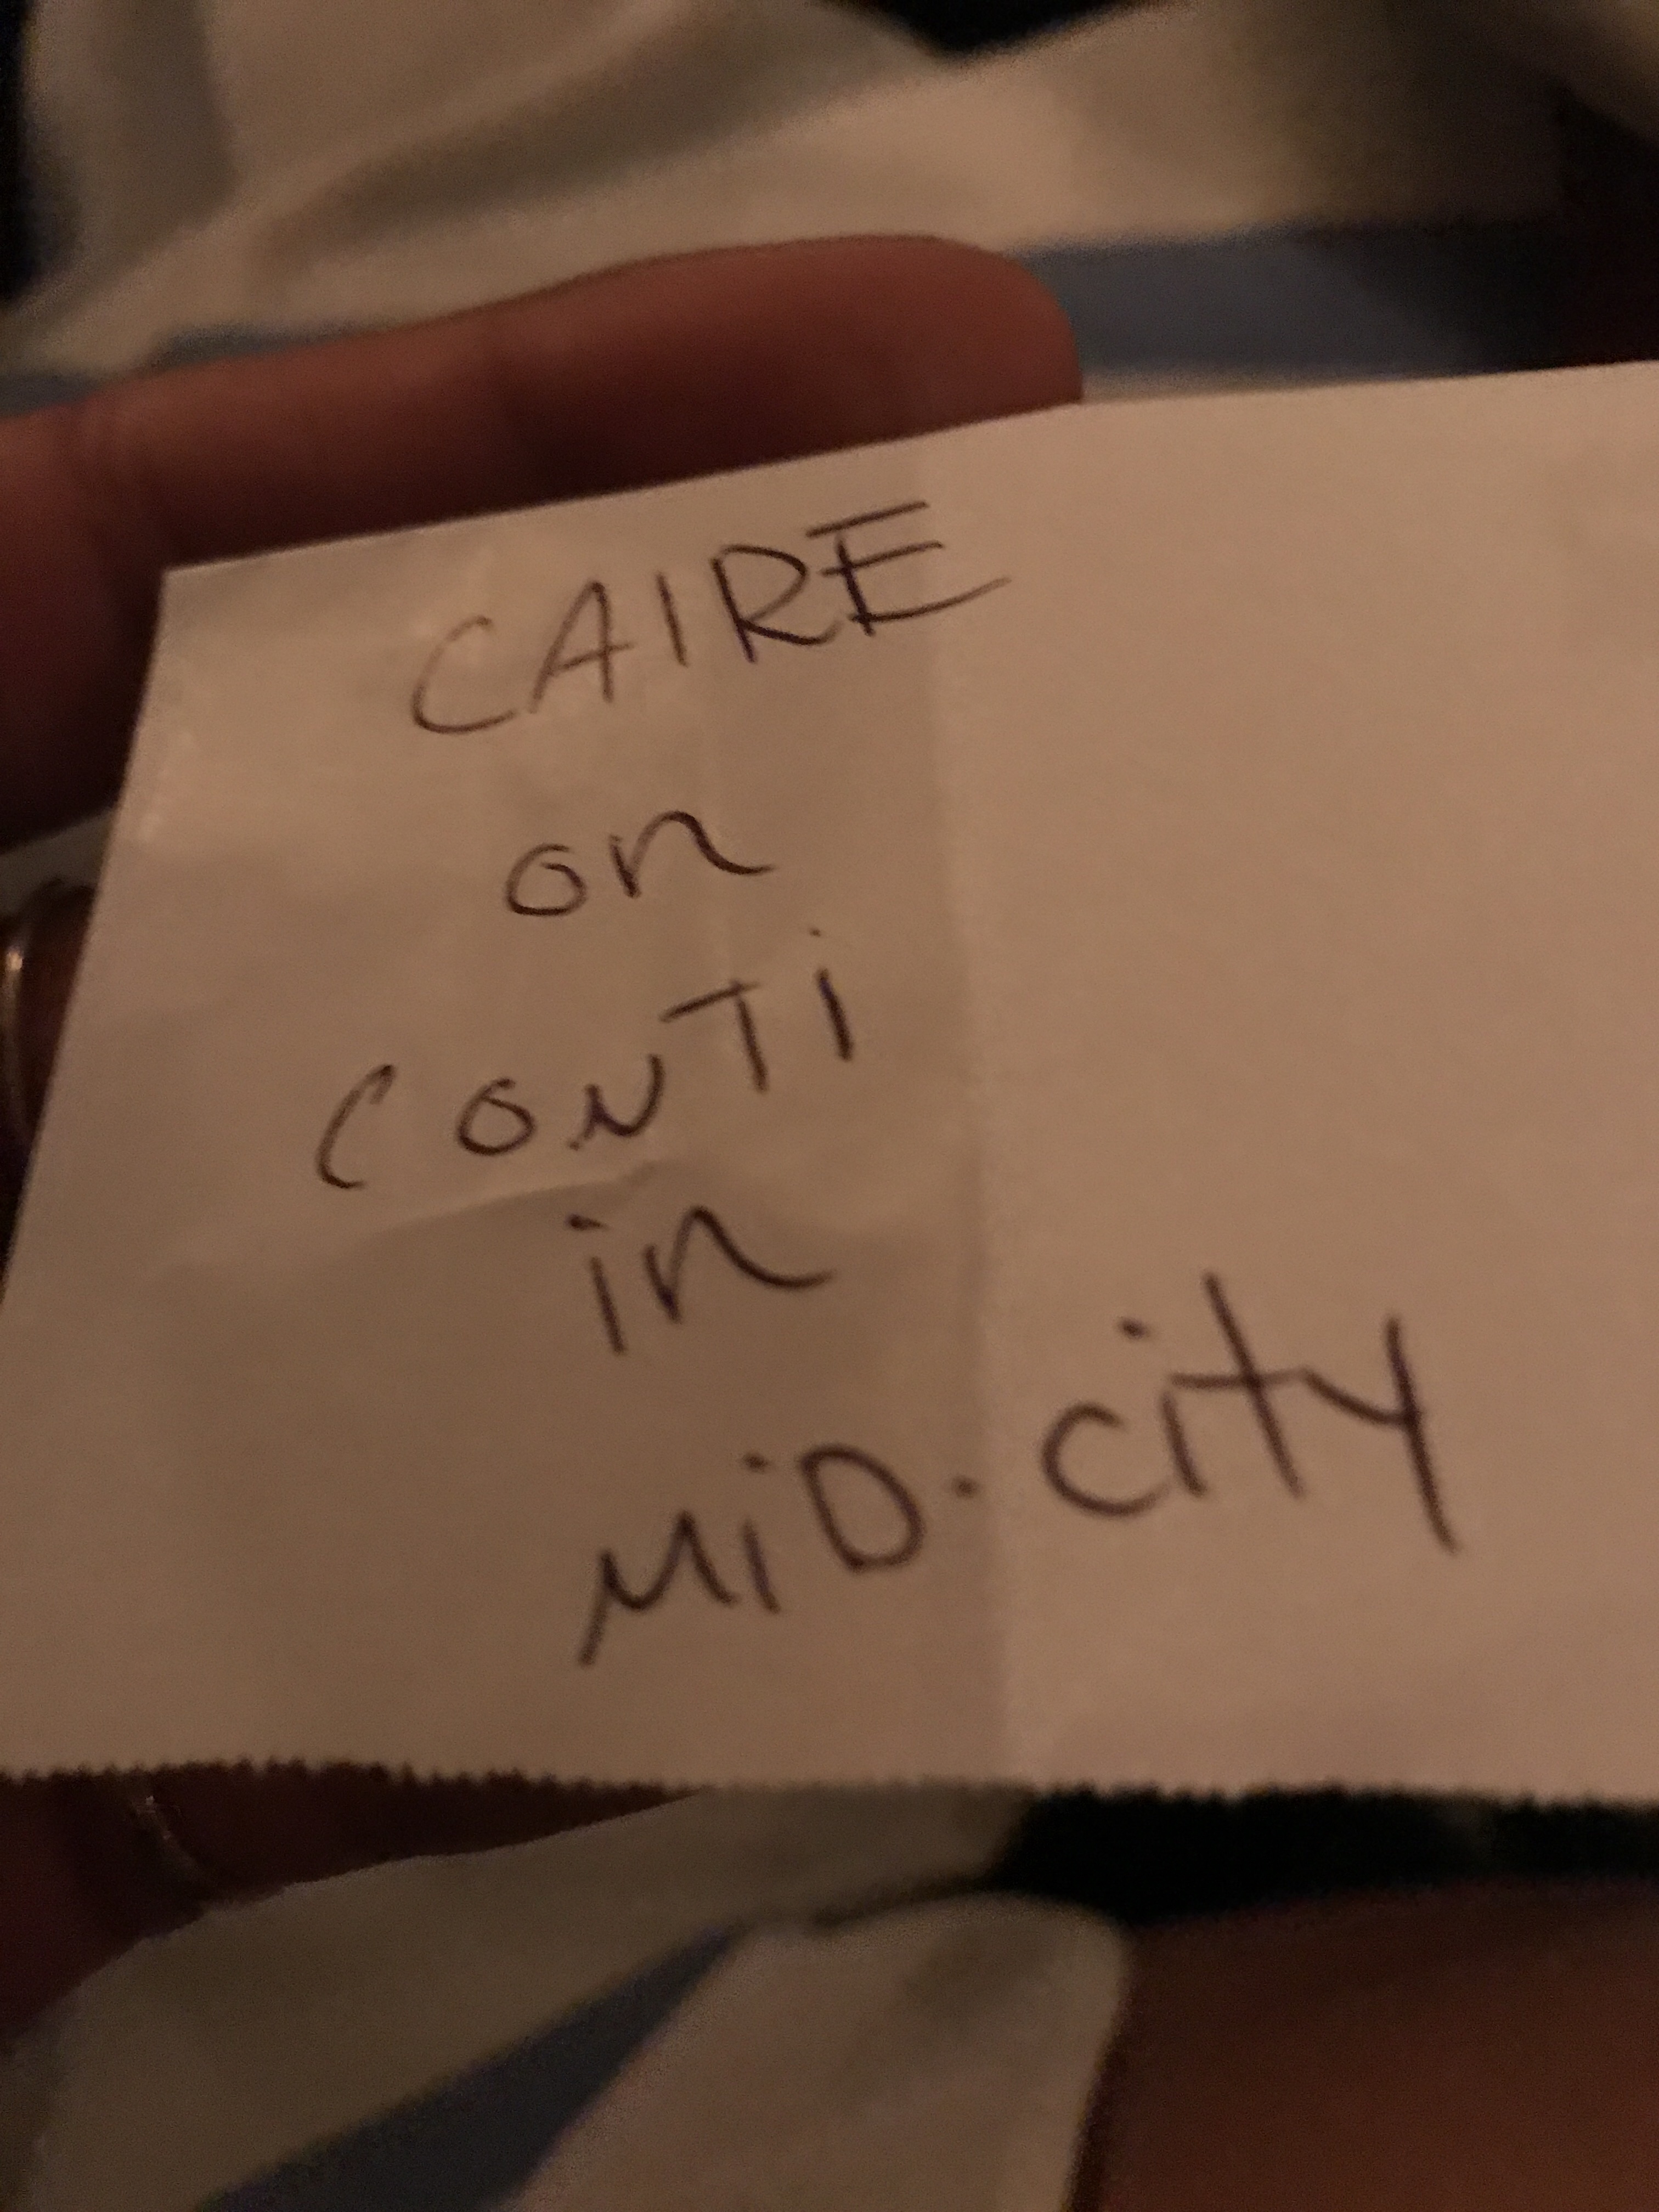 CAIRE
on
CONTi
in
MiD-city